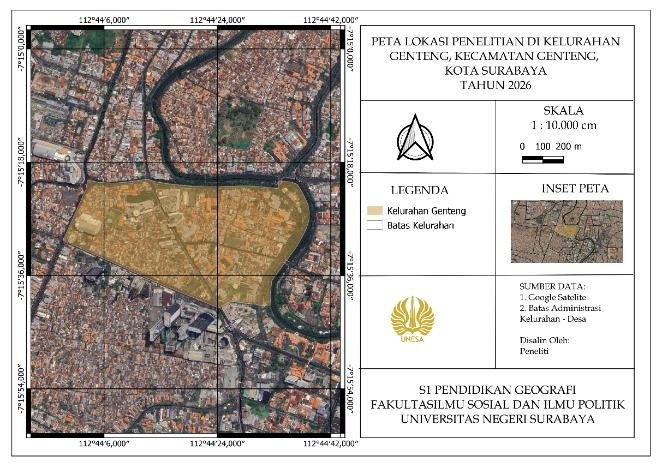 112°44'6,000" 112°44'24,000" 112°44'42,000"
-7°15'0,000" -7°15'0,000"
-7°15'18,000" -7°15'18,000"
-7°15'36,000" -7°15'36,000"
-7°15'54,000" -7°15'54,000"
112°44'6,000" 112°44'24,000" 112°44'42,000"
PETA LOKASI PENELITIAN DI KELURAHAN
GENTENG, KECAMATAN GENTENG,
KOTA SURABAYA
TAHUN 2026
SKALA
1 : 10.000 cm
0 100 200 m
LEGENDA
Kelurahan Genteng
Batas Kelurahan
INSET PETA
UNESA
SUMBER DATA:
1. Google Satelite
2. Batas Administrasi
Kelurahan - Desa
Disalin Oleh:
Peneliti
S1 PENDIDIKAN GEOGRAFI
FAKULTASILMU SOSIAL DAN ILMU POLITIK
UNIVERSITAS NEGERI SURABAYA